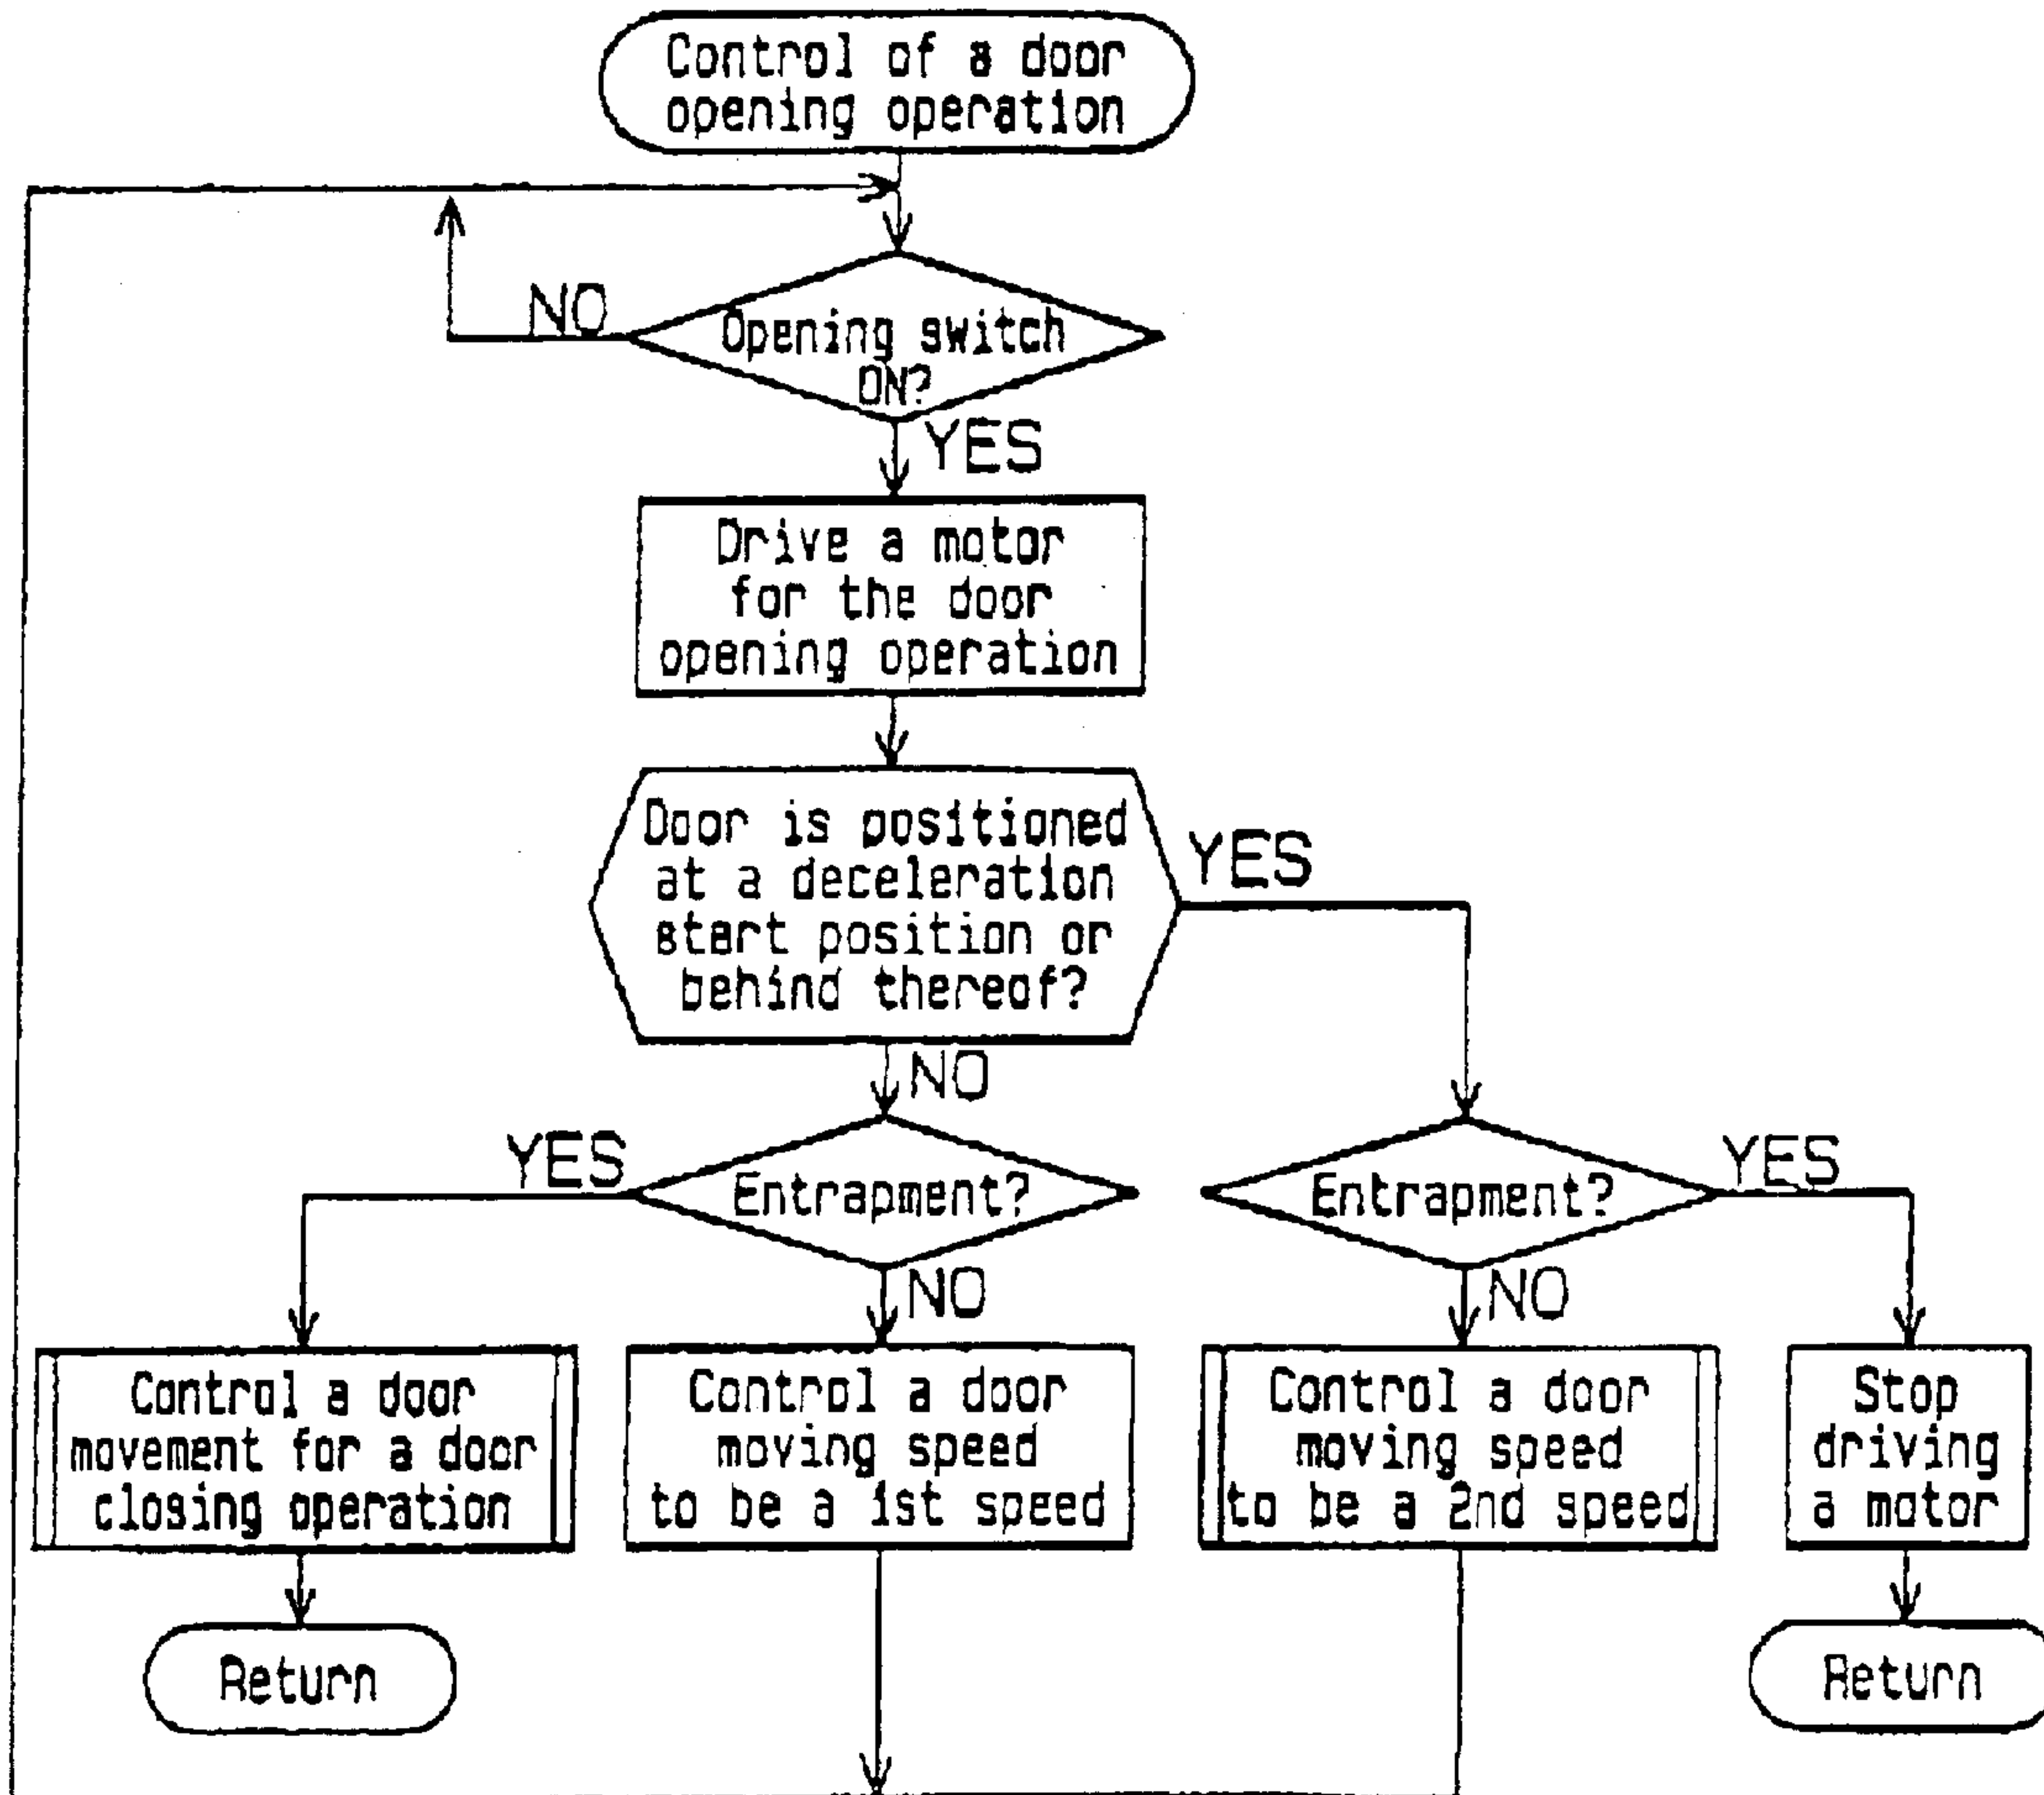 Control of a door
opening operation
NO
Opening switch
ON?
YES
Drive a motor
for the door
opening operation
Door is positioned
at a deceleration
start position or
behind thereof?
YES
NO
YES
Entrapment?
Entrapment?
YES
NO
NO
Control a door
movement for a door
closing operation
Control a door
moving speed
to be a 1st speed
Control a door
moving speed
to be a 2nd speed
Stop
driving
a motor
Return
Return